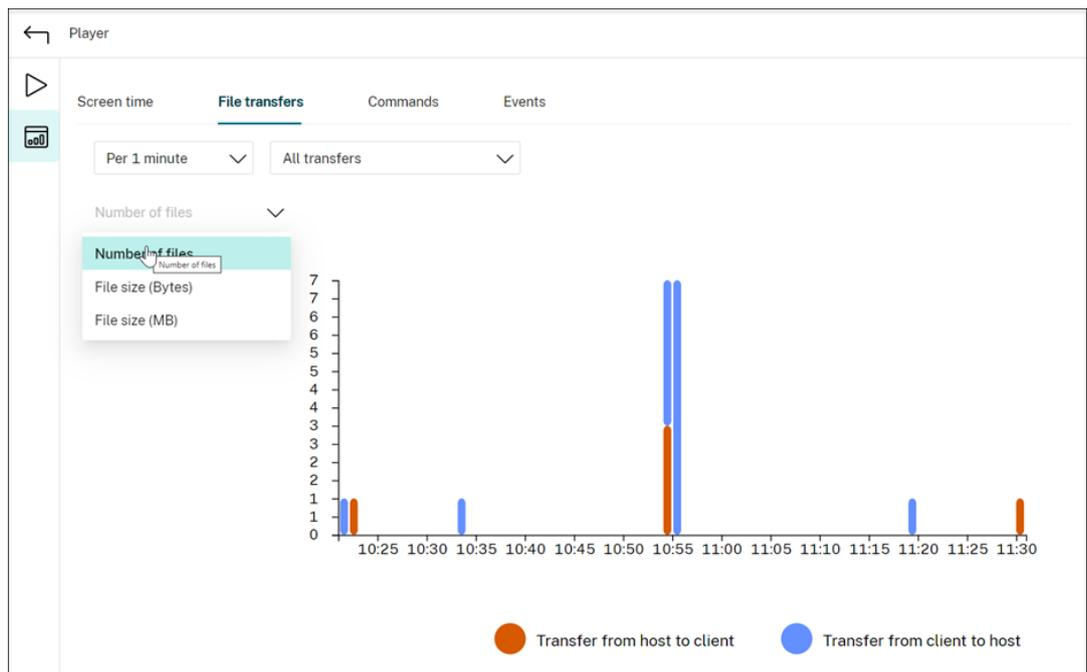 Player
Screen time File transfers Commands Events
Per 1 minute All transfers
Number of files
Number of files
Number of files
File size (Bytes)
File size (MB)
7
7
6
6
5
5
4
4
3
3
2
2
1
1
0
10:25 10:30 10:35 10:40 10:45 10:50 10:55 11:00 11:05 11:10 11:15 11:20 11:25 11:30
Transfer from host to client Transfer from client to host